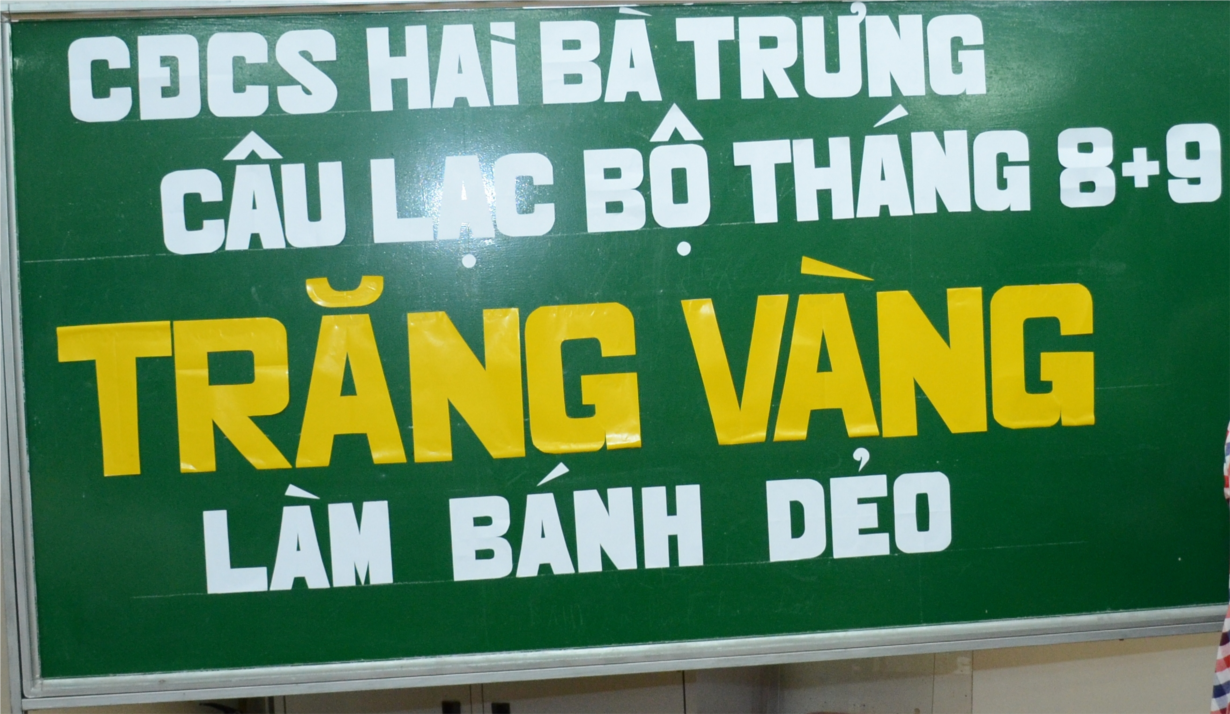 CĐCS HAI BÀ TRƯNG
CÂU LẠC BỘ THÁNG 8+9
TRĂNG VÀNG
LÀM BÁNH DẺO